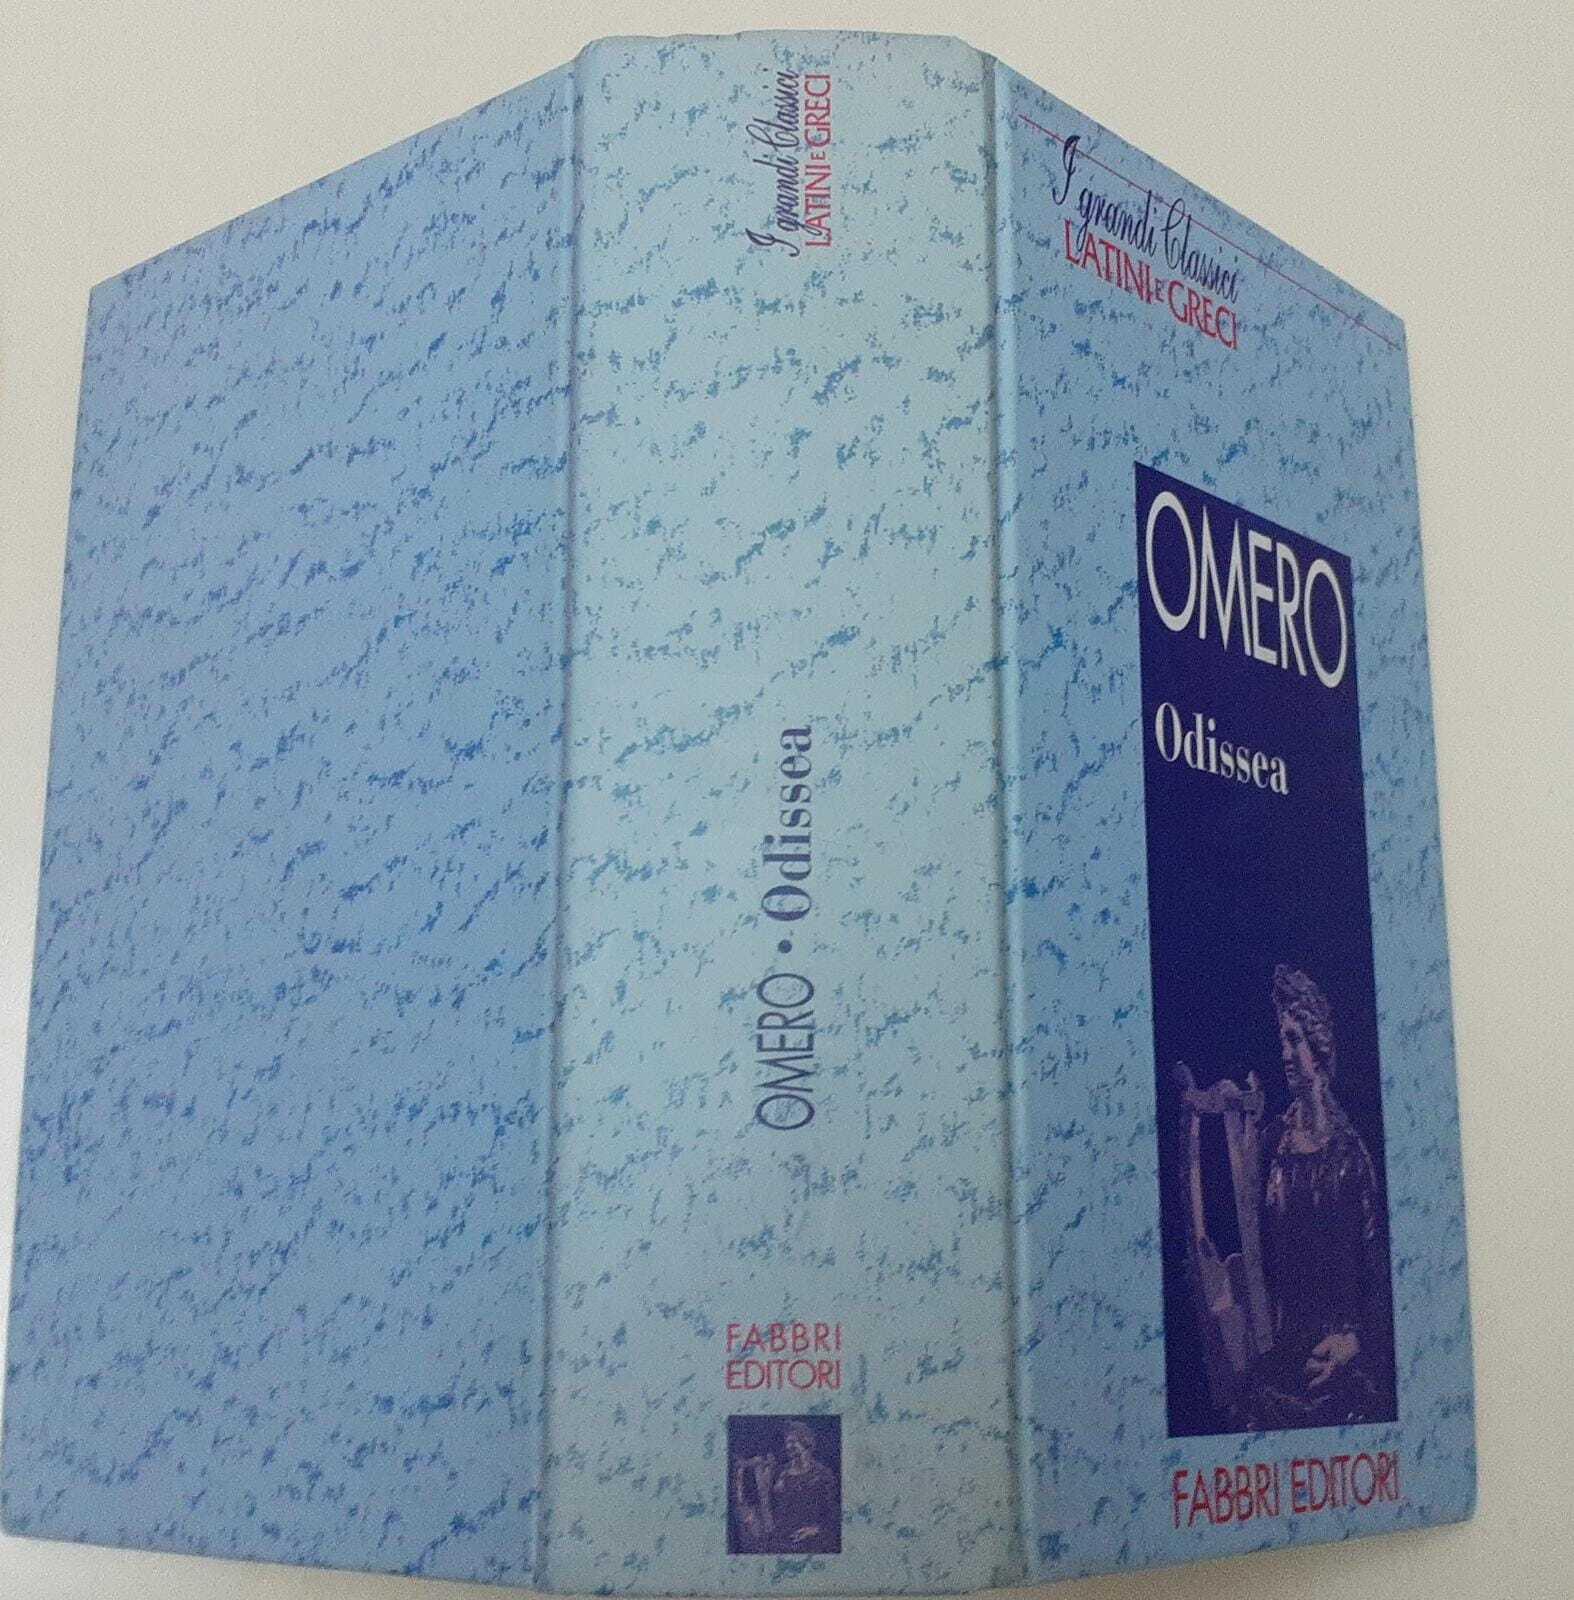 I grandi Classici
LATINI E GRECI
OMERO • Odissea
FABBRI
EDITORI
I grandi Classici
LATINI E GRECI
OMERO
Odissea
FABBRI EDITORI